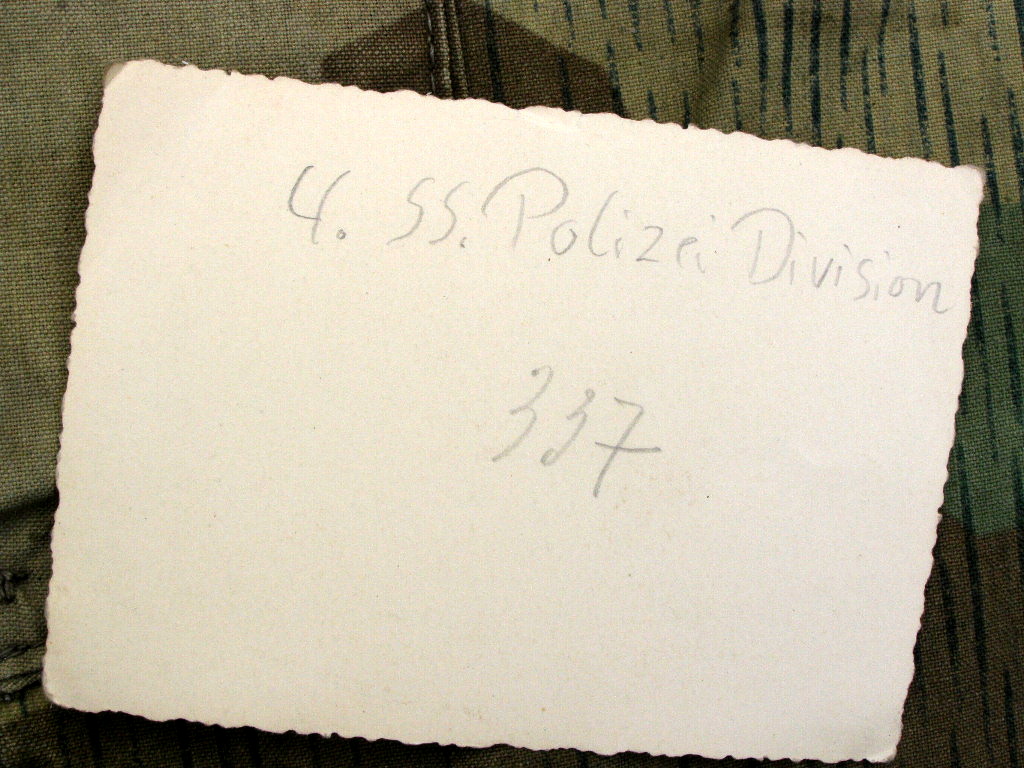 4. SS. Polizei Division
337